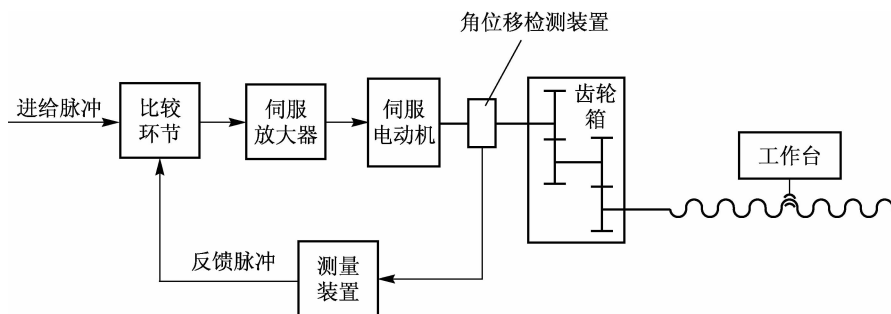 角位移检测装置
进给脉冲
比较
环节
伺服
放大器
伺服
电动机
齿轮
箱
工作台
反馈脉冲
测量
装置